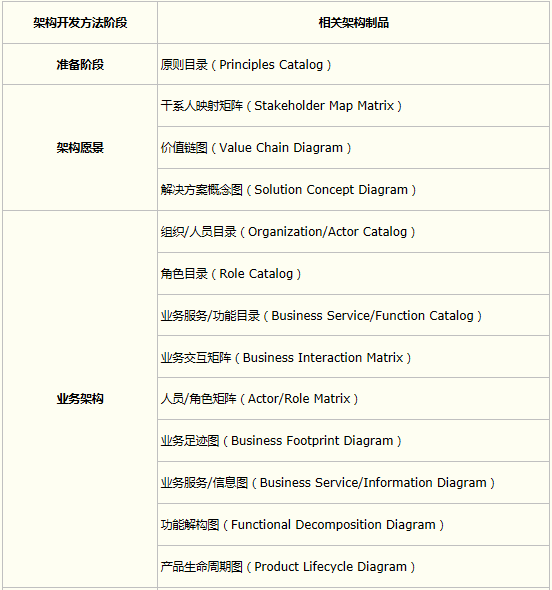 架构开发方法阶段 相关架构制品
准备阶段 原则目录（Principles Catalog）
干系人映射矩阵（Stakeholder Map Matrix）
架构愿景 价值链图（Value Chain Diagram）
解决方案概念图（Solution Concept Diagram）
组织/人员目录（Organization/Actor Catalog）
角色目录（Role Catalog）
业务服务/功能目录（Business Service/Function Catalog）
业务交互矩阵（Business Interaction Matrix）
业务架构 人员/角色矩阵（Actor/Role Matrix）
业务足迹图（Business Footprint Diagram）
业务服务/信息图（Business Service/Information Diagram）
功能解构图（Functional Decomposition Diagram）
产品生命周期图（Product Lifecycle Diagram）